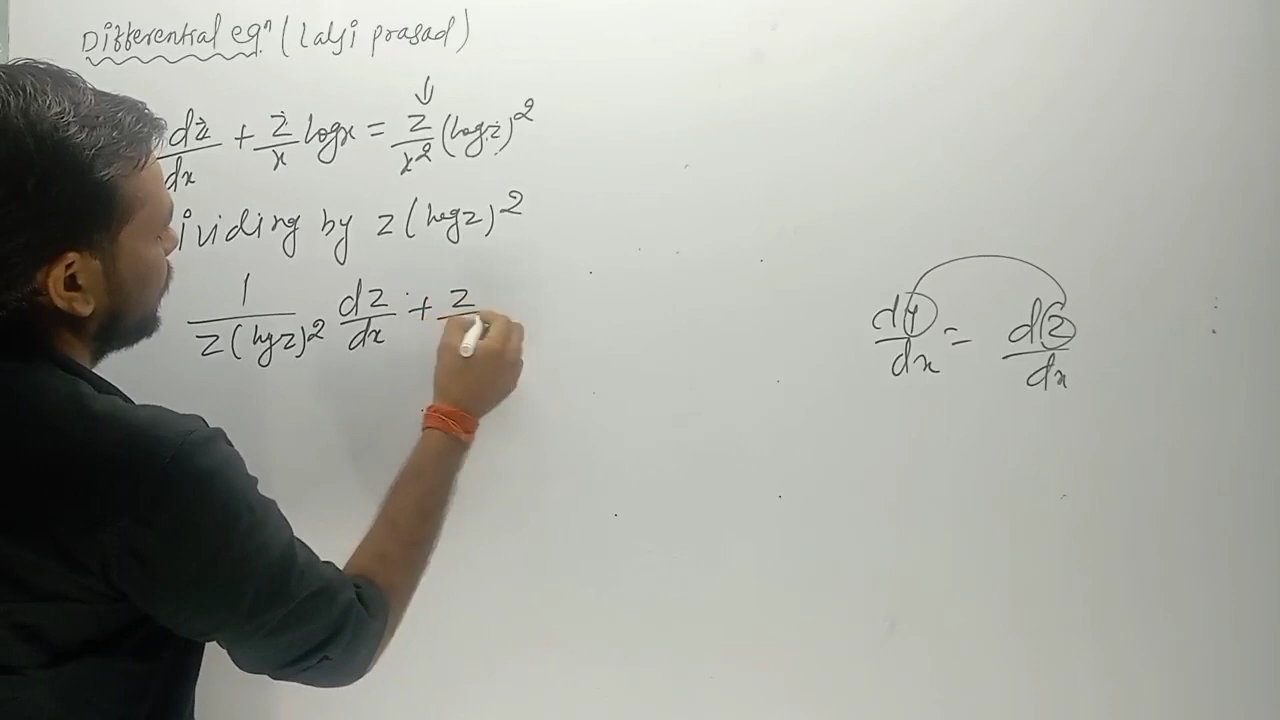 Differential eqⁿ (Lalji prasad)
dz/dx + z/x logx = z/x² (logz)²
ividing by z(logz)²
1/z(logz)² dz/dx + z
dy/dx = dz/dx